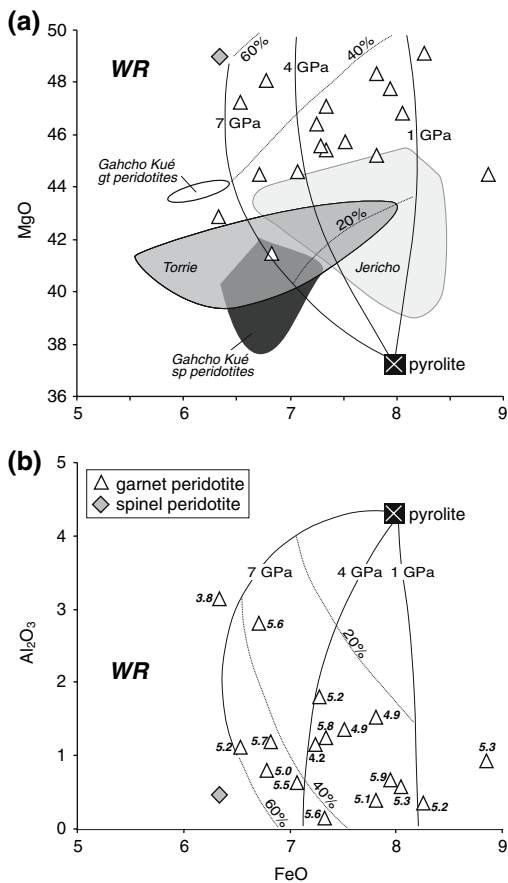 (a)
50
48
46
44
42
40
38
36
MgO
WR
60%
4 GPa
40%
7 GPa
1 GPa
Gahcho Kué
gt peridotites
20%
Torrie
Jericho
Gahcho Kué
sp peridotites
pyrolite
5
6
7
8
9
(b)
5
4
3
2
1
0
Al₂O₃
garnet peridotite
spinel peridotite
pyrolite
7 GPa
4 GPa
1 GPa
3.8
5.6
20%
WR
5.2
4.9
5.8
4.9
5.2
5.7
4.2
5.3
5.0
5.5
5.9
40%
5.1
5.3
5.2
60%
5.6
5
6
7
8
9
FeO